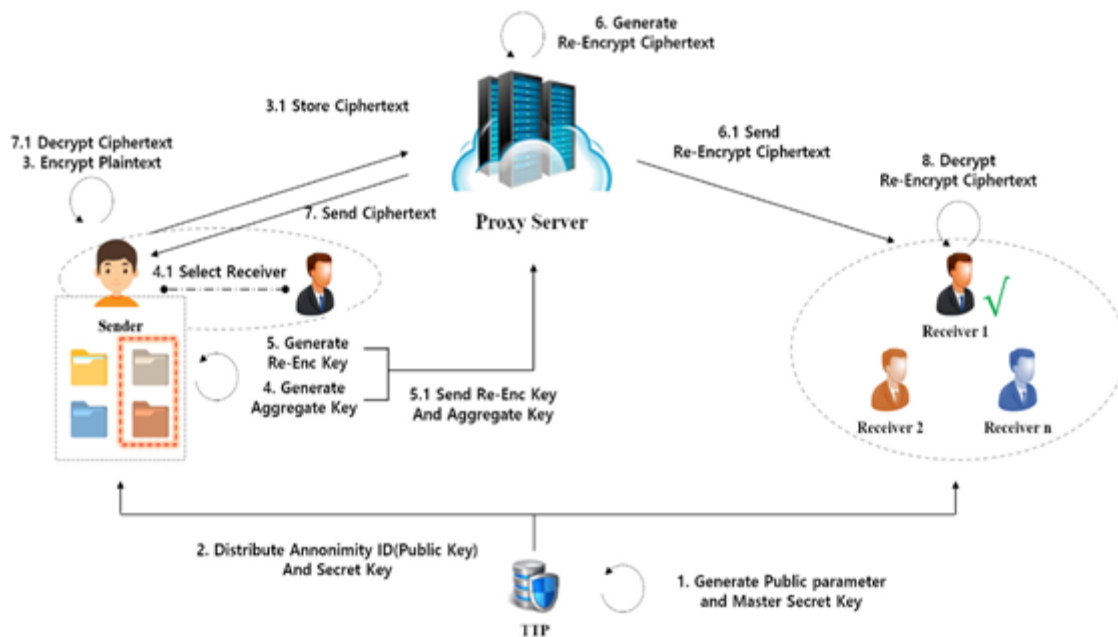 6. Generate
Re-Encrypt Ciphertext
3.1 Store Ciphertext
6.1 Send
Re-Encrypt Ciphertext
7.1 Decrypt Ciphertext
3. Encrypt Plaintext
8. Decrypt
Re-Encrypt Ciphertext
7. Send Ciphertext
Proxy Server
4.1 Select Receiver
Sender
Receiver 1
5. Generate
Re-Enc Key
4. Generate
Aggregate Key
5.1 Send Re-Enc Key
And Aggregate Key
Receiver 2
Receiver n
2. Distribute Annonimity ID(Public Key)
And Secret Key
1. Generate Public parameter
and Master Secret Key
TTP